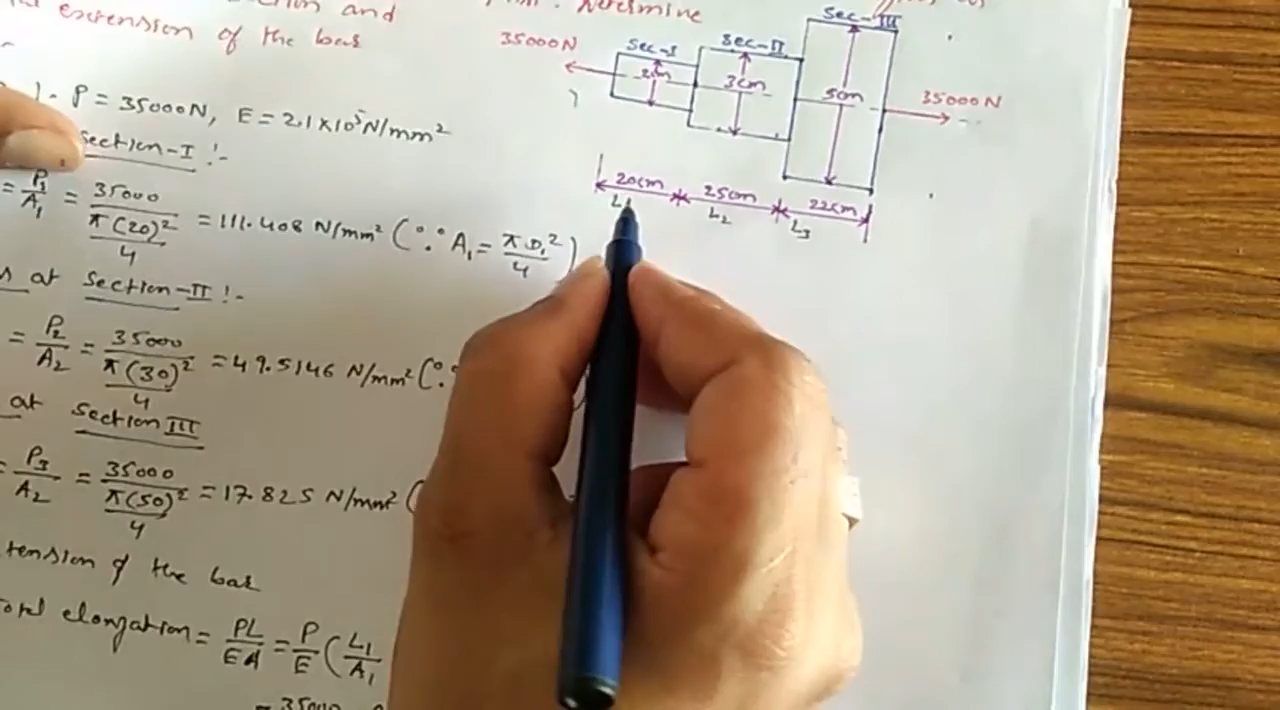 Determine
extension of the bar
P = 35000N, E = 2.1×10⁵N/mm²
section-I :-
= P₁/A₁ = 35000/(π(20)²/4) = 111.408 N/mm² (∵ A₁ = πD₁²/4)
at Section-II :-
= P₂/A₂ = 35000/(π(30)²/4) = 49.5146 N/mm² (∵
at section III
= P₃/A₂ = 35000/(π(50)²/4) = 17.825 N/mm² (
tension of the bar
elongation = PL/EA = P/E (L₁/A₁
= 35000
Sec-I Sec-II Sec-III
35000N 2cm 3cm 5cm 35000N
20cm 25cm 22cm
L₂ L₃